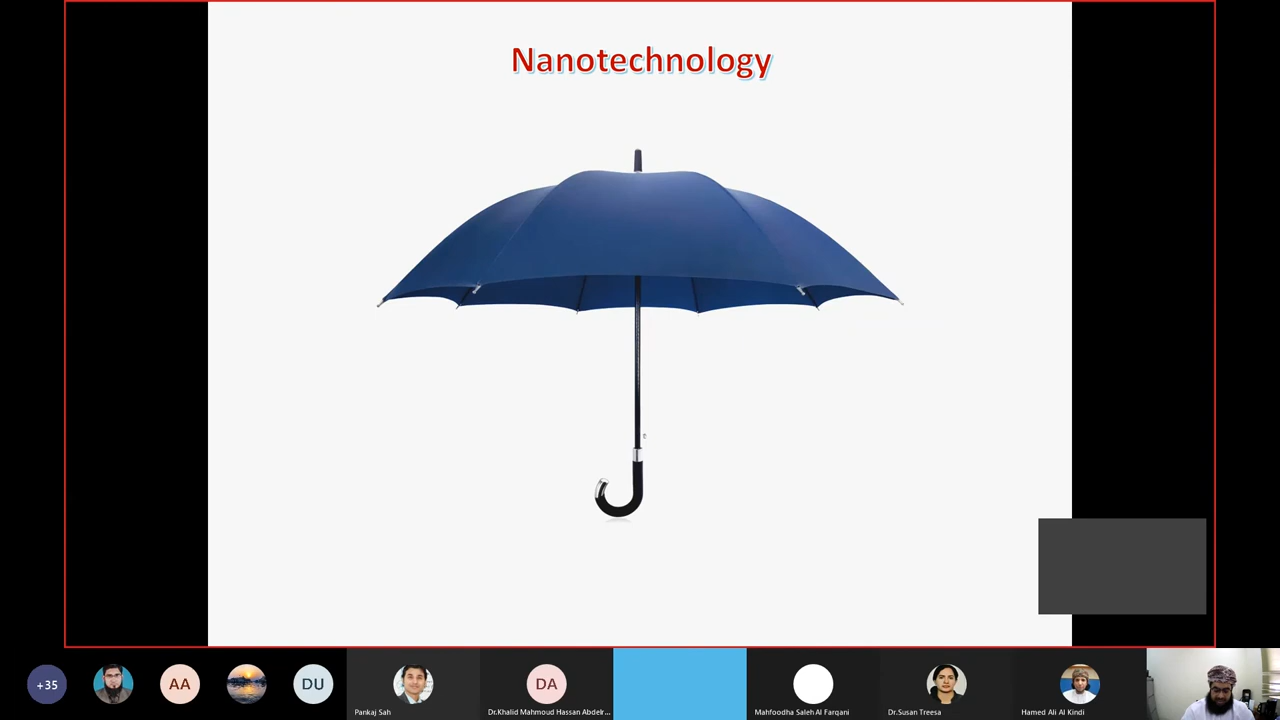 Nanotechnology
+35
AA
DU
Pankaj Sah
DA
Dr.Khalid Mahmoud Hassan Abdelr...
Mahfoodha Saleh Al Farqani
Dr.Susan Treesa
Hamed Ali Al Kindi